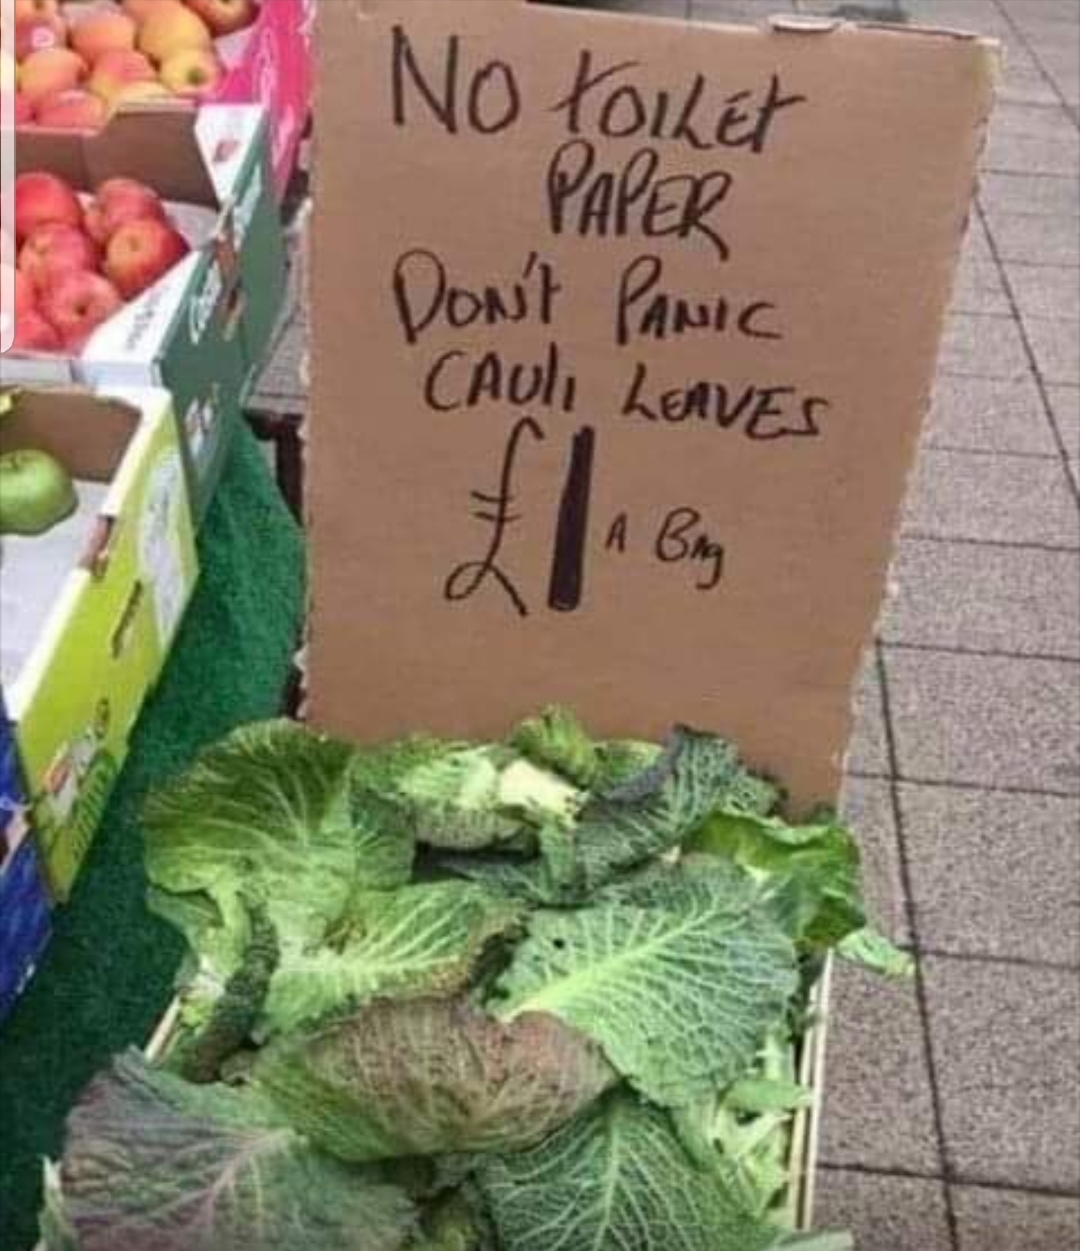 NO TOILET
PAPER
DON'T PANIC
CAULI LEAVES
£1 A BAG